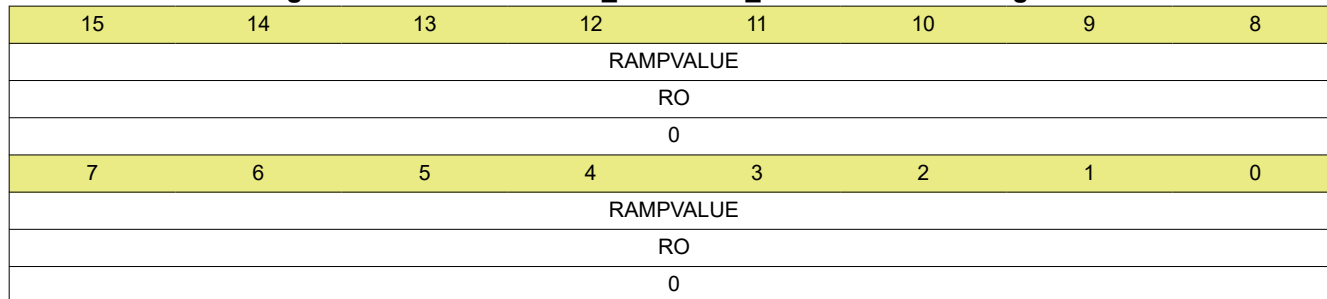 15 14 13 12 11 10 9 8
RAMPVALUE
RO
0
7 6 5 4 3 2 1 0
RAMPVALUE
RO
0